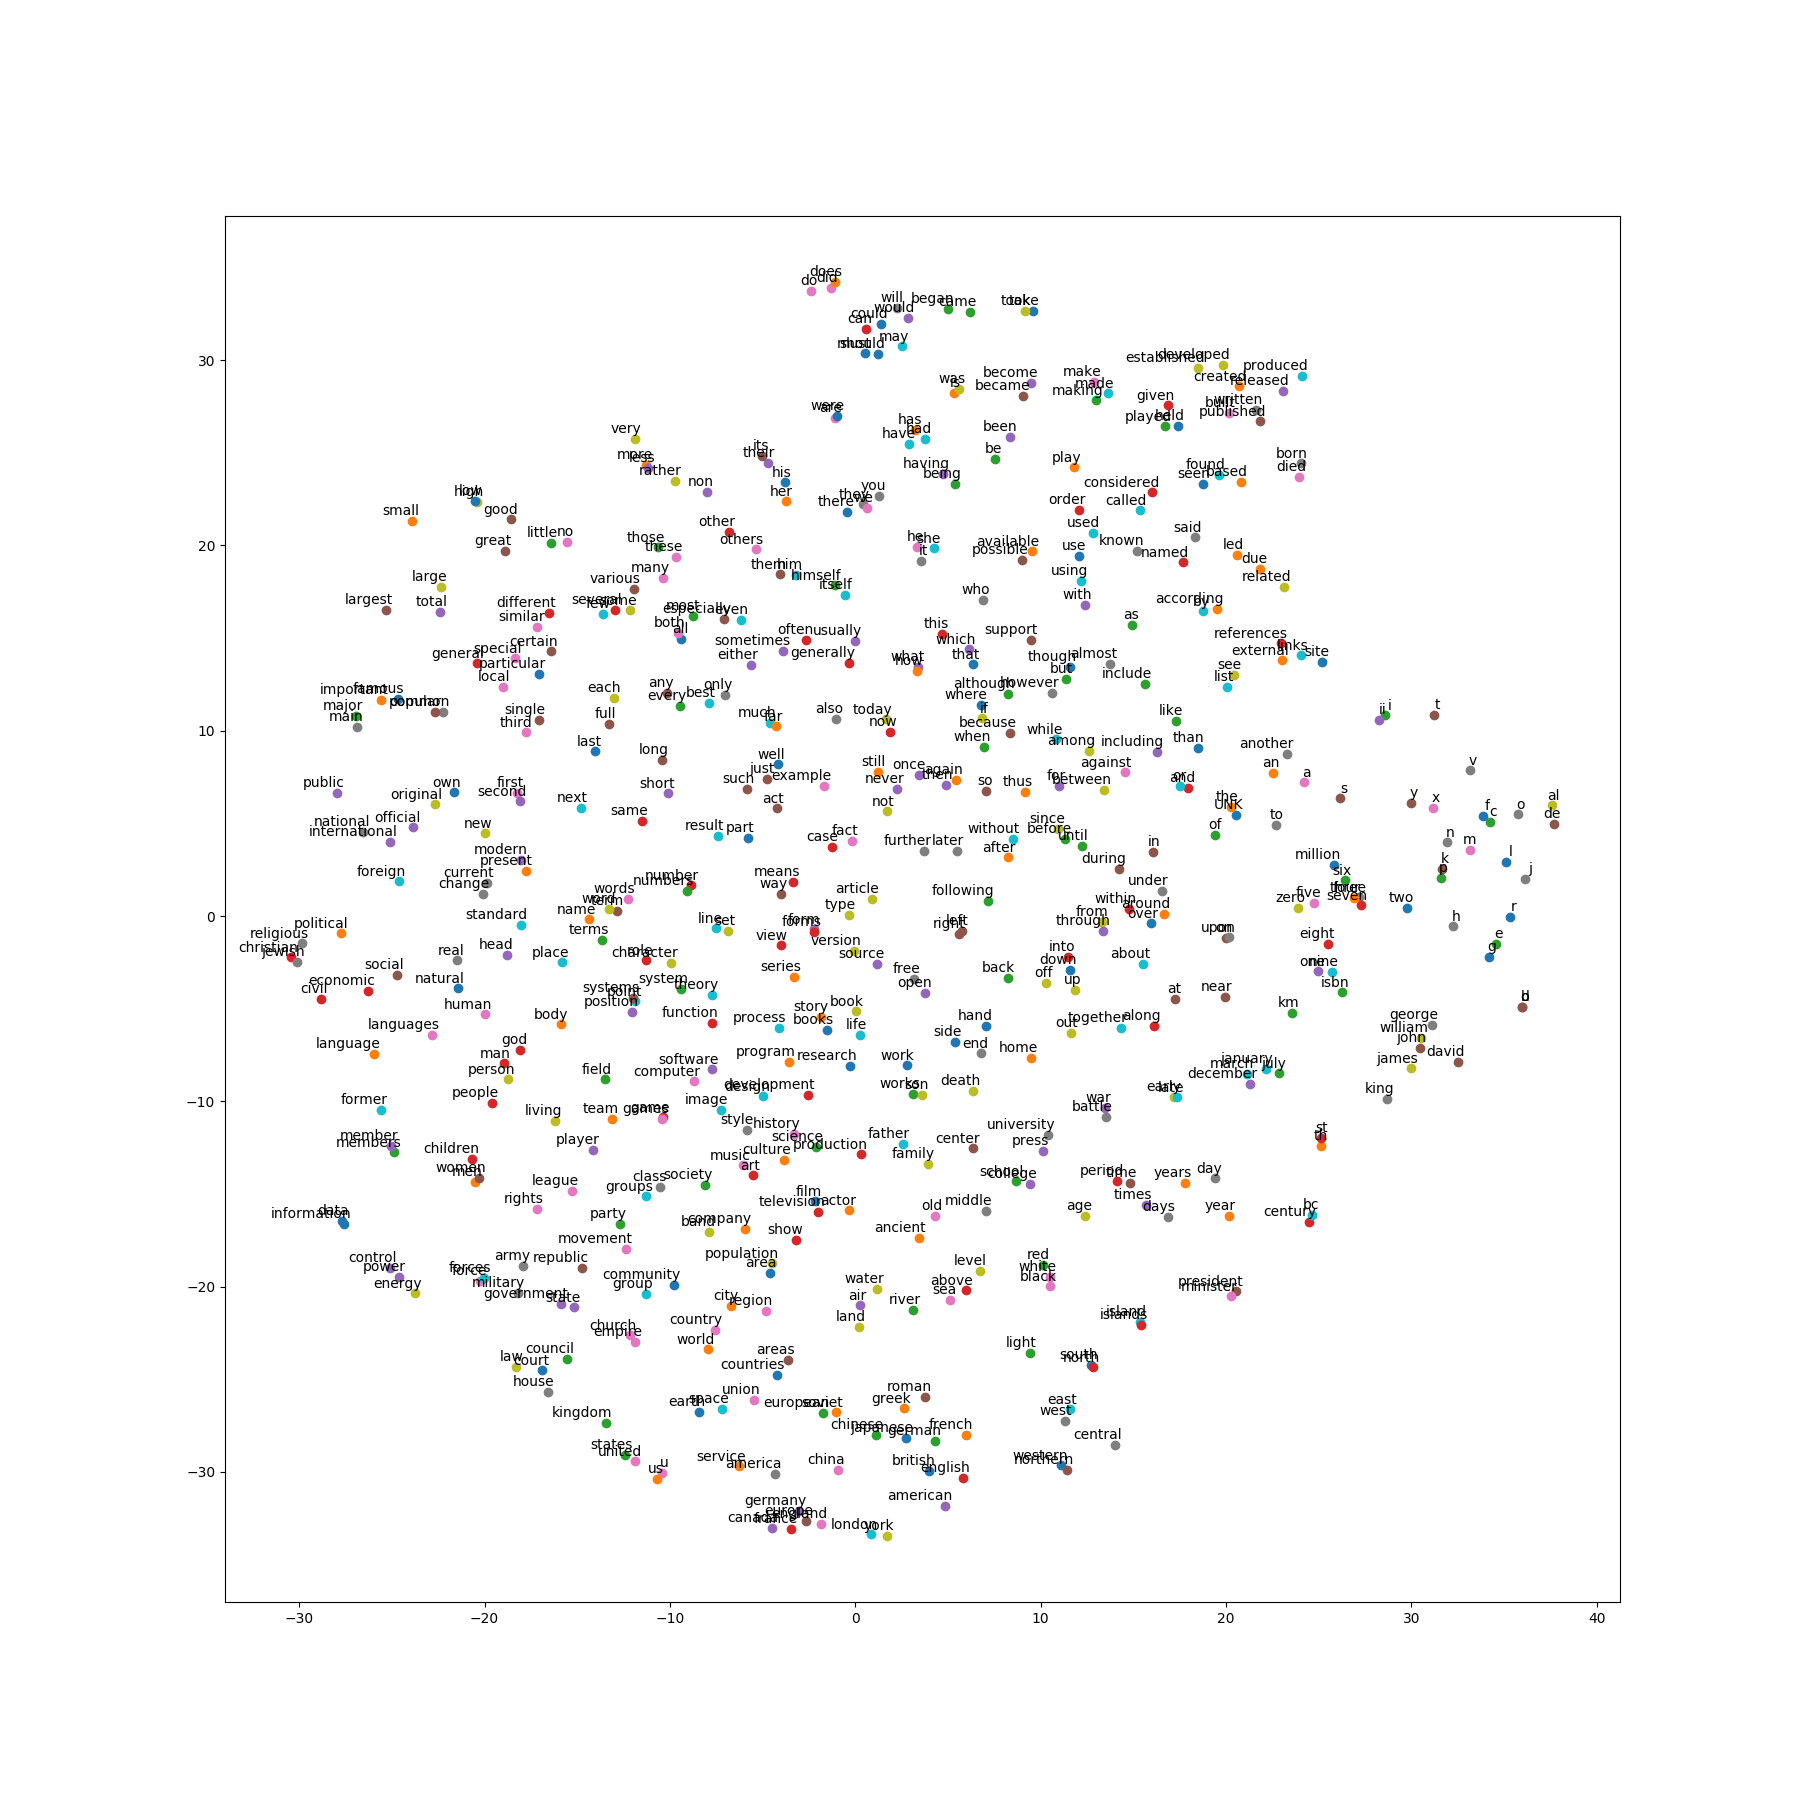 does
do did
will began came took take
would
could
can
may
must should
developed
established
produced
become make created released
was is became made
making given written
built published
were are played held
has had
have been
very its
their born
more less be play found died
rather having being seen based
non his considered
you
low high her they we order called
there
small good other used said
great little no those he she available known led
these others it possible use named due
many them him himself using related
large various itself who
largest total different several few some most especially even with according by
similar both all as
certain often usually this support references
special sometimes which links
general particular either generally what how that though but almost external site
local any only although however include see list
important famous each every best where
popular common
major main single full much far also today now if because like ii i t
third when while
last long well among including than another
just still once again for against an v
public own first short such example never then so thus between or and a
original second next act not the UNK s y x f c o al
national official new same result part case fact further later without since before until of to de
international modern in n m
present number means after during million k p l
foreign current change numbers way following under six j
words article zero five four three seven two
political word term name type left right within around h r
religious standard line set form forms from through over upon on eight e
christian jewish terms view version into g
real head place role character source down about one nine
social series free back off up isbn
economic natural system theory open at near
civil systems point position book km
languages human body function process story books life hand together along george
language god side end out william john
man software program research work home january march july james david
person field computer december
former people living team games game image design development works son death early late king
style history war battle
member members children player science production father center university press st th
women men music culture art family school college period time years day
league groups class society film
information data rights television actor old middle age times days year bc century
party band company show ancient
movement population area level red white black
control power energy forces force army republic community water above president minister
military government state group city region air river sea island islands
church empire country land
council world light south north
law court areas countries
house roman
union european soviet greek east west
kingdom earth space chinese japanese german french central
states united service british western northern
us u america china english
germany american
canada europe france england london york
30
20
10
0
−10
−20
−30
−30 −20 −10 0 10 20 30 40